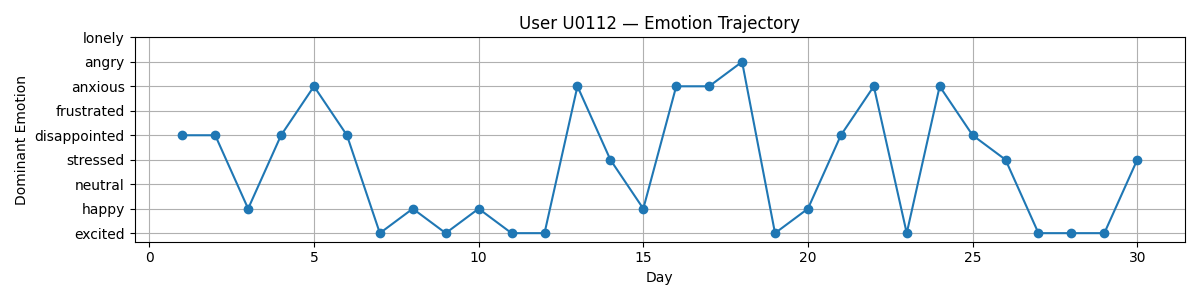 User U0112 — Emotion Trajectory
Dominant Emotion
lonely
angry
anxious
frustrated
disappointed
stressed
neutral
happy
excited
0 5 10 15 20 25 30
Day